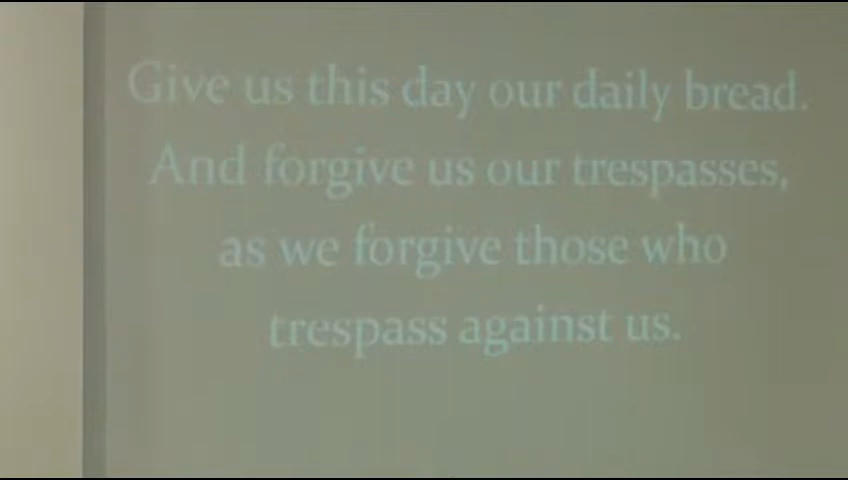 Give us this day our daily bread.
And forgive us our trespasses,
as we forgive those who
trespass against us.